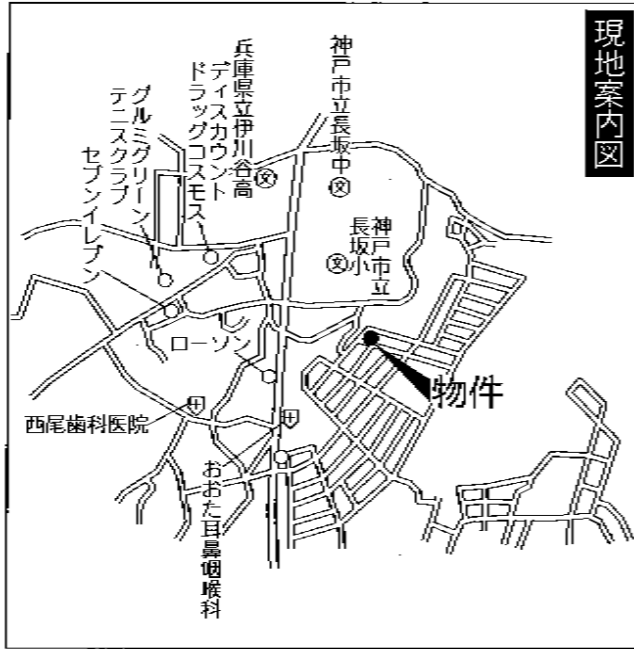 現地案内図
神戸市立長坂中
兵庫県立伊川谷高
ディスカウント
ドラッグコスモス
グルミグリーン
テニスクラブ
セブンイレブン
文
文
神戸市立
長坂小
文
ローソン
物件
西尾歯科医院
おおた耳鼻咽喉科